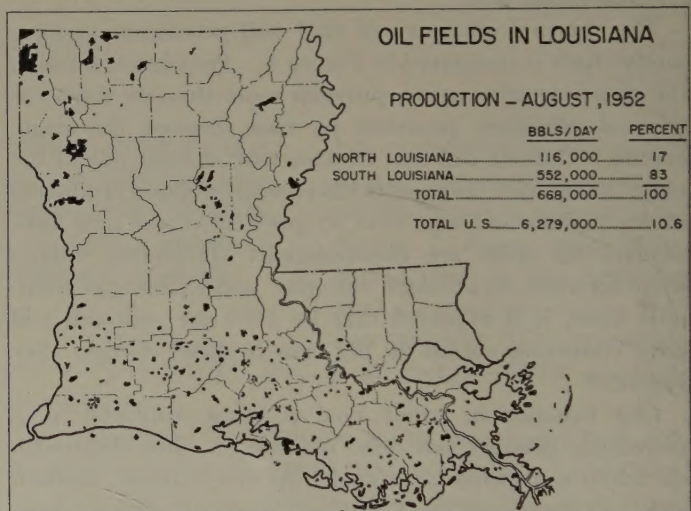 OIL FIELDS IN LOUISIANA
PRODUCTION – AUGUST, 1952
BBLS/DAY PERCENT
NORTH LOUISIANA 116,000 17
SOUTH LOUISIANA 552,000 83
TOTAL 668,000 100
TOTAL U. S. 6,279,000 10.6